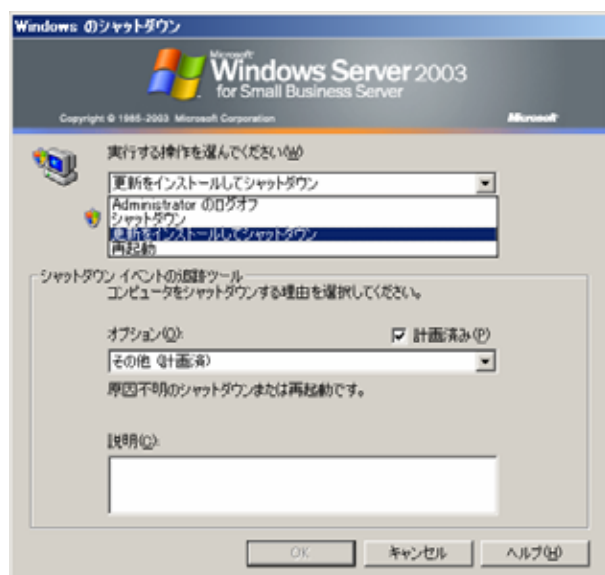 Windows のシャットダウン
Microsoft
Windows Server 2003
for Small Business Server
Copyright © 1985-2003 Microsoft Corporation
Microsoft
実行する操作を選んでください(W)
更新をインストールしてシャットダウン
Administrator のログオフ
シャットダウン
更新をインストールしてシャットダウン
再起動
シャットダウン イベントの追跡ツール
コンピュータをシャットダウンする理由を選択してください。
オプション(O):
計画済み(P)
その他 (計画済)
原因不明のシャットダウンまたは再起動です。
説明(C):
OK
キャンセル
ヘルプ(H)